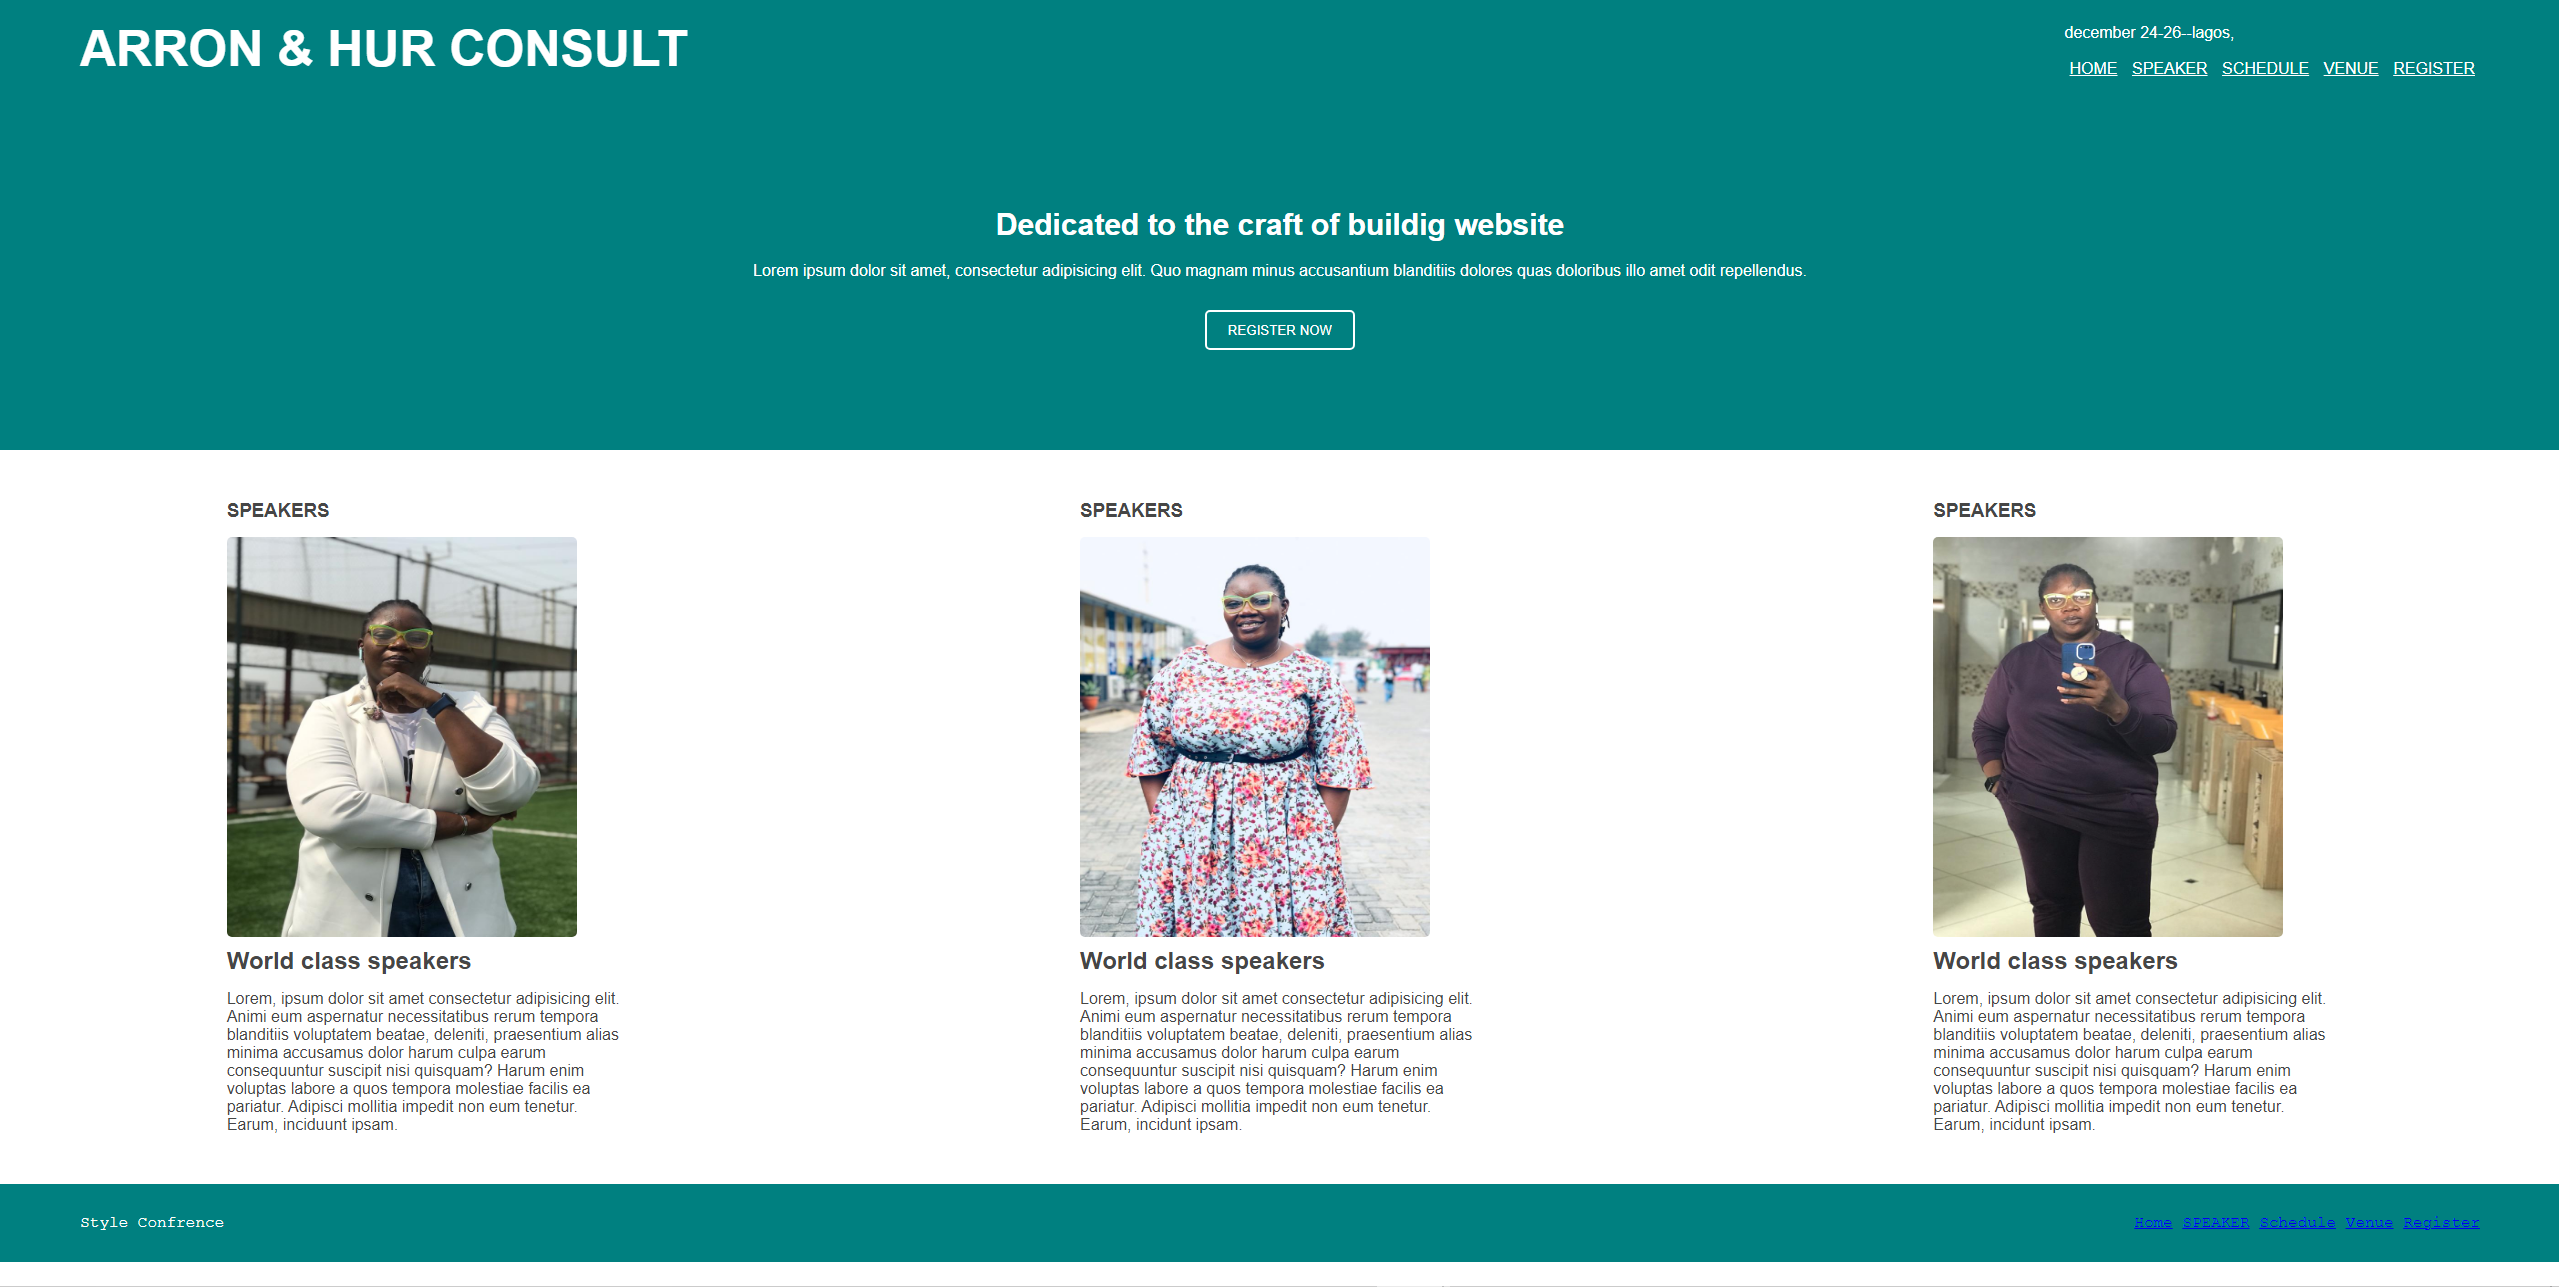 ARRON & HUR CONSULT
december 24-26--lagos,
HOME SPEAKER SCHEDULE VENUE REGISTER
Dedicated to the craft of buildig website
Lorem ipsum dolor sit amet, consectetur adipisicing elit. Quo magnam minus accusantium blanditiis dolores quas doloribus illo amet odit repellendus.
REGISTER NOW
SPEAKERS
World class speakers
Lorem, ipsum dolor sit amet consectetur adipisicing elit.
Animi eum aspernatur necessitatibus rerum tempora
blanditiis voluptatem beatae, deleniti, praesentium alias
minima accusamus dolor harum culpa earum
consequuntur suscipit nisi quisquam? Harum enim
voluptas labore a quos tempora molestiae facilis ea
pariatur. Adipisci mollitia impedit non eum tenetur.
Earum, inciduunt ipsam.
SPEAKERS
World class speakers
Lorem, ipsum dolor sit amet consectetur adipisicing elit.
Animi eum aspernatur necessitatibus rerum tempora
blanditiis voluptatem beatae, deleniti, praesentium alias
minima accusamus dolor harum culpa earum
consequuntur suscipit nisi quisquam? Harum enim
voluptas labore a quos tempora molestiae facilis ea
pariatur. Adipisci mollitia impedit non eum tenetur.
Earum, incidunt ipsam.
SPEAKERS
World class speakers
Lorem, ipsum dolor sit amet consectetur adipisicing elit.
Animi eum aspernatur necessitatibus rerum tempora
blanditiis voluptatem beatae, deleniti, praesentium alias
minima accusamus dolor harum culpa earum
consequuntur suscipit nisi quisquam? Harum enim
voluptas labore a quos tempora molestiae facilis ea
pariatur. Adipisci mollitia impedit non eum tenetur.
Earum, incidunt ipsam.
Style Confrence
Home SPEAKER Schedule Venue Register